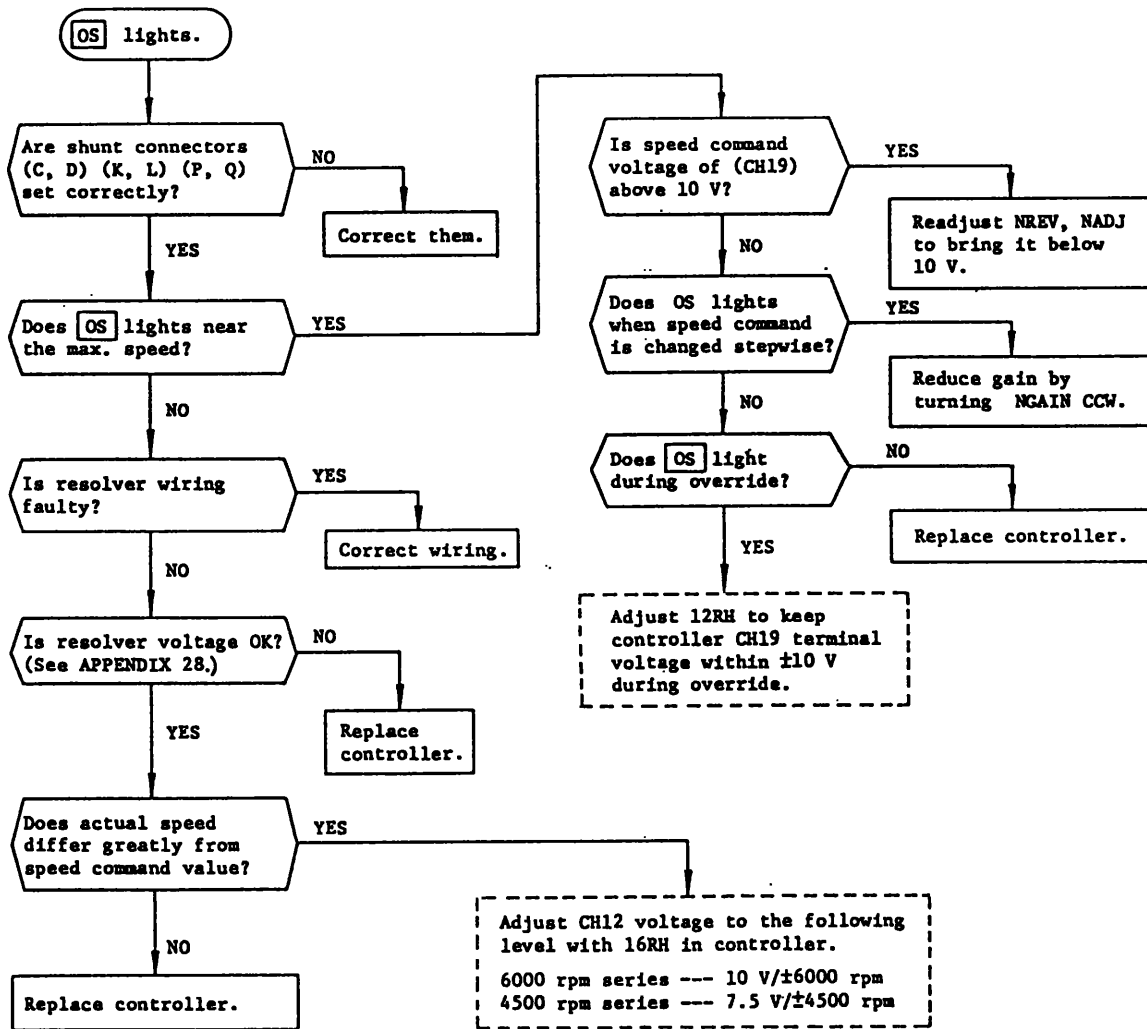 OS lights.
Are shunt connectors
(C, D) (K, L) (P, Q)
set correctly?
NO
Correct them.
YES
Does OS lights near
the max. speed?
YES
NO
Is resolver wiring
faulty?
YES
Correct wiring.
NO
Is resolver voltage OK?
(See APPENDIX 28.)
NO
Replace
controller.
YES
Does actual speed
differ greatly from
speed command value?
YES
NO
Replace controller.
Adjust CH12 voltage to the following
level with 16RH in controller.
6000 rpm series --- 10 V/±6000 rpm
4500 rpm series --- 7.5 V/±4500 rpm
Is speed command
voltage of (CH19)
above 10 V?
YES
Readjust NREV, NADJ
to bring it below
10 V.
NO
Does OS lights
when speed command
is changed stepwise?
YES
Reduce gain by
turning NGAIN CCW.
NO
Does OS light
during override?
NO
Replace controller.
YES
Adjust 12RH to keep
controller CH19 terminal
voltage within ±10 V
during override.